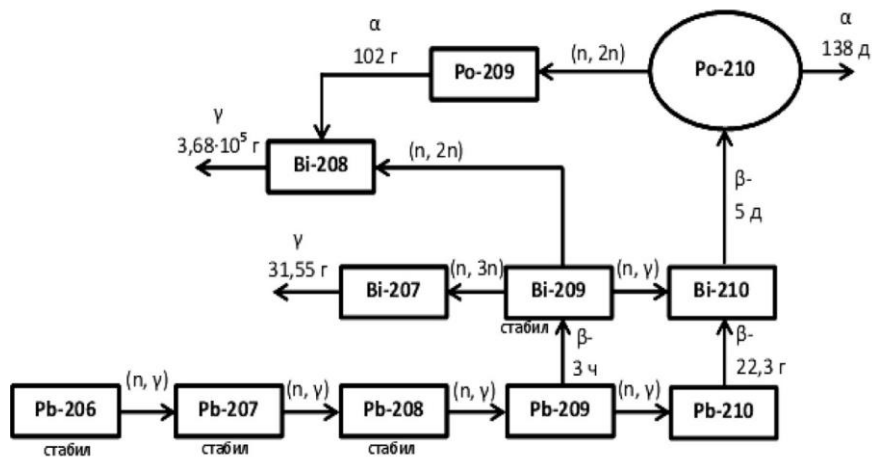 α
102 г
Po-209
(n, 2n)
Po-210
α
138 д
γ
3,68·10⁵ г
Bi-208
(n, 2n)
β-
5 д
γ
31,55 г
Bi-207
(n, 3n)
Bi-209
стабил
(n, γ)
Bi-210
β-
3 ч
β-
22,3 г
Pb-206
стабил
(n, γ)
Pb-207
стабил
(n, γ)
Pb-208
стабил
(n, γ)
Pb-209
(n, γ)
Pb-210